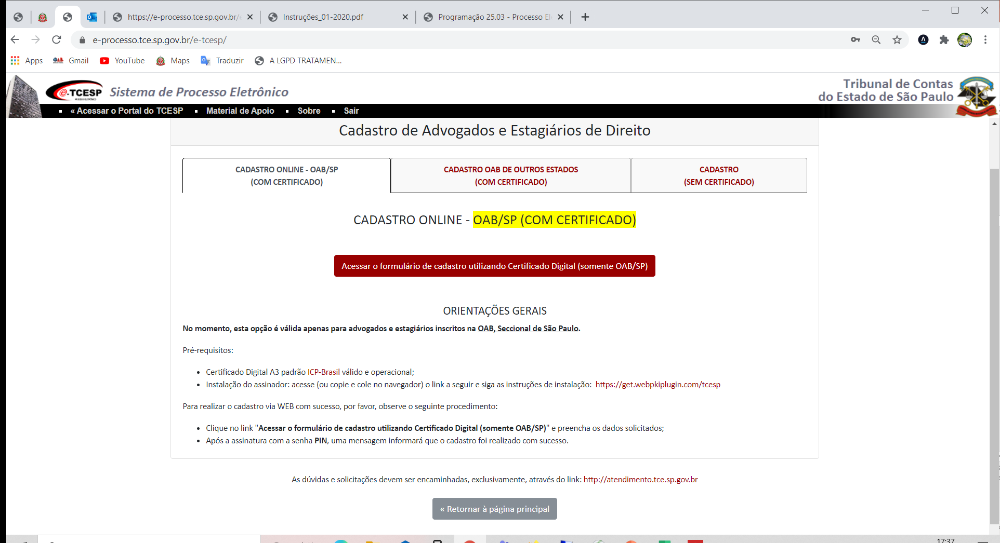 https://e-processo.tce.sp.gov.br/
Instruções_01-2020.pdf
Programação 25.03 - Processo El
e-processo.tce.sp.gov.br/e-tcesp/
Apps
Gmail
YouTube
Maps
Traduzir
A LGPD TRATAMEN...
e-TCESP
PROCESSO ELETRÔNICO
Sistema de Processo Eletrônico
Tribunal de Contas
do Estado de São Paulo
« Acessar o Portal do TCESP
Material de Apoio
Sobre
Sair
Cadastro de Advogados e Estagiários de Direito
CADASTRO ONLINE - OAB/SP
(COM CERTIFICADO)
CADASTRO OAB DE OUTROS ESTADOS
(COM CERTIFICADO)
CADASTRO
(SEM CERTIFICADO)
CADASTRO ONLINE - OAB/SP (COM CERTIFICADO)
Acessar o formulário de cadastro utilizando Certificado Digital (somente OAB/SP)
ORIENTAÇÕES GERAIS
No momento, esta opção é válida apenas para advogados e estagiários inscritos na OAB, Seccional de São Paulo.
Pré-requisitos:
• Certificado Digital A3 padrão ICP-Brasil válido e operacional;
• Instalação do assinador: acesse (ou copie e cole no navegador) o link a seguir e siga as instruções de instalação: https://get.webpkiplugin.com/tcesp
Para realizar o cadastro via WEB com sucesso, por favor, observe o seguinte procedimento:
• Clique no link "Acessar o formulário de cadastro utilizando Certificado Digital (somente OAB/SP)" e preencha os dados solicitados;
• Após a assinatura com a senha PIN, uma mensagem informará que o cadastro foi realizado com sucesso.
As dúvidas e solicitações devem ser encaminhadas, exclusivamente, através do link: http://atendimento.tce.sp.gov.br
« Retornar à página principal
17:37